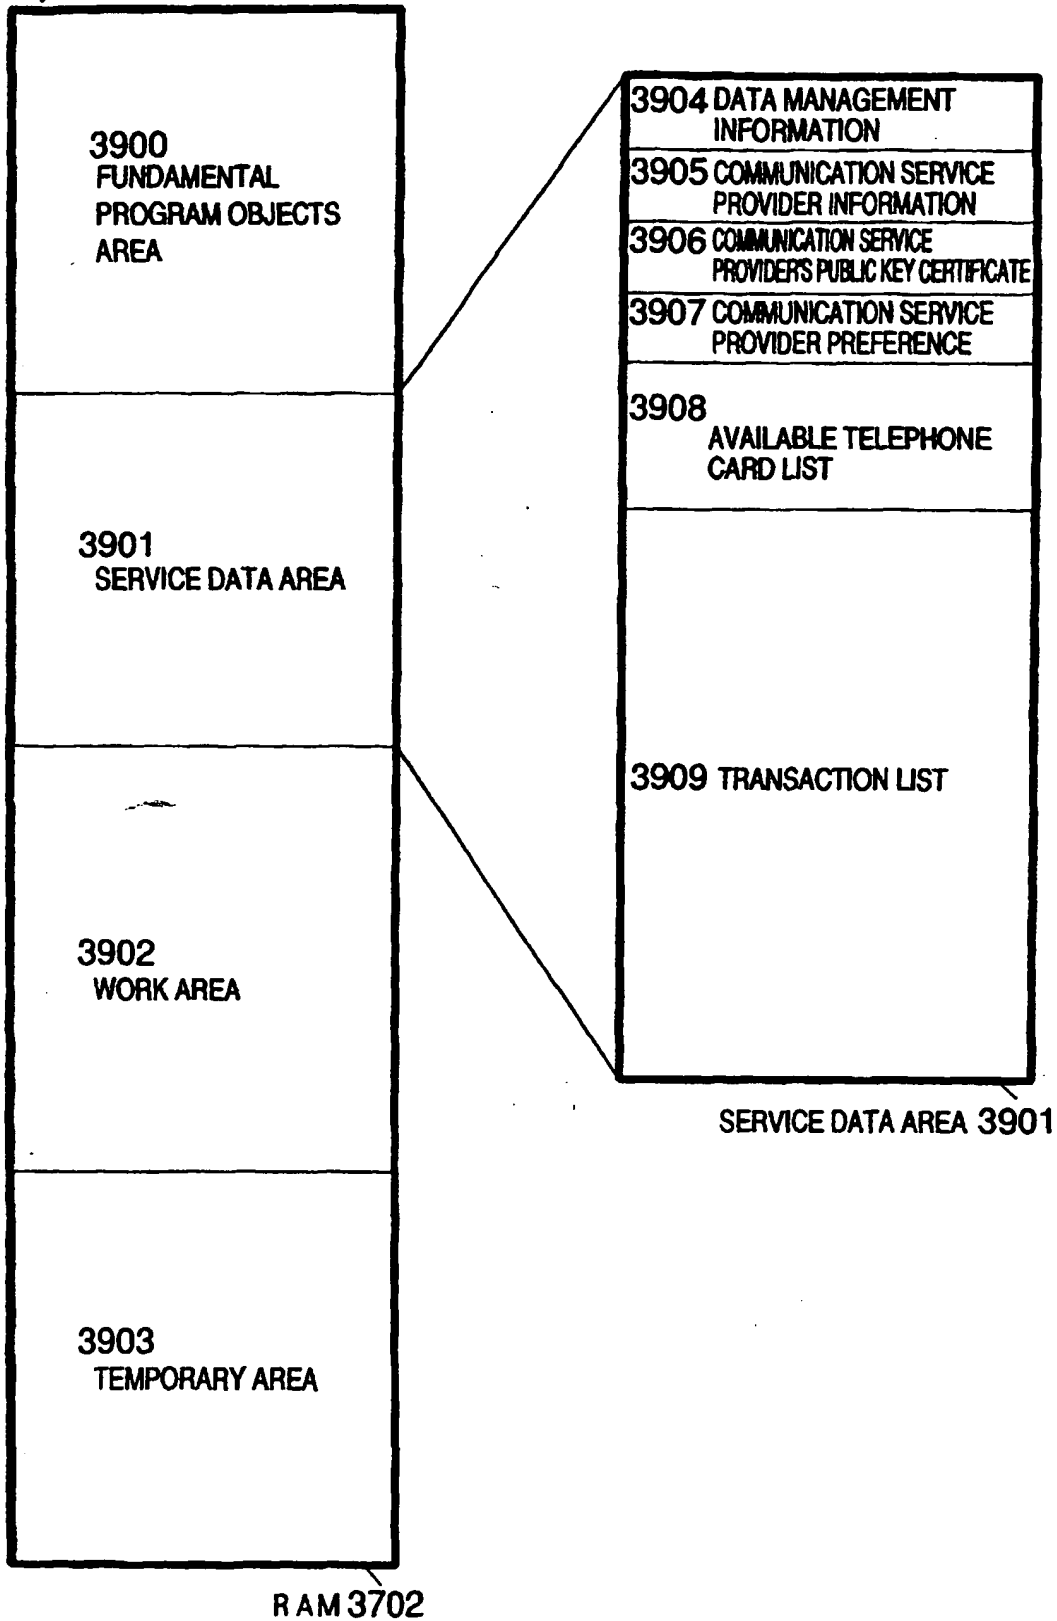 3900
FUNDAMENTAL
PROGRAM OBJECTS
AREA
3901
SERVICE DATA AREA
3902
WORK AREA
3903
TEMPORARY AREA
RAM 3702
3904 DATA MANAGEMENT
INFORMATION
3905 COMMUNICATION SERVICE
PROVIDER INFORMATION
3906 COMMUNICATION SERVICE
PROVIDER'S PUBLIC KEY CERTIFICATE
3907 COMMUNICATION SERVICE
PROVIDER PREFERENCE
3908
AVAILABLE TELEPHONE
CARD LIST
3909 TRANSACTION LIST
SERVICE DATA AREA 3901